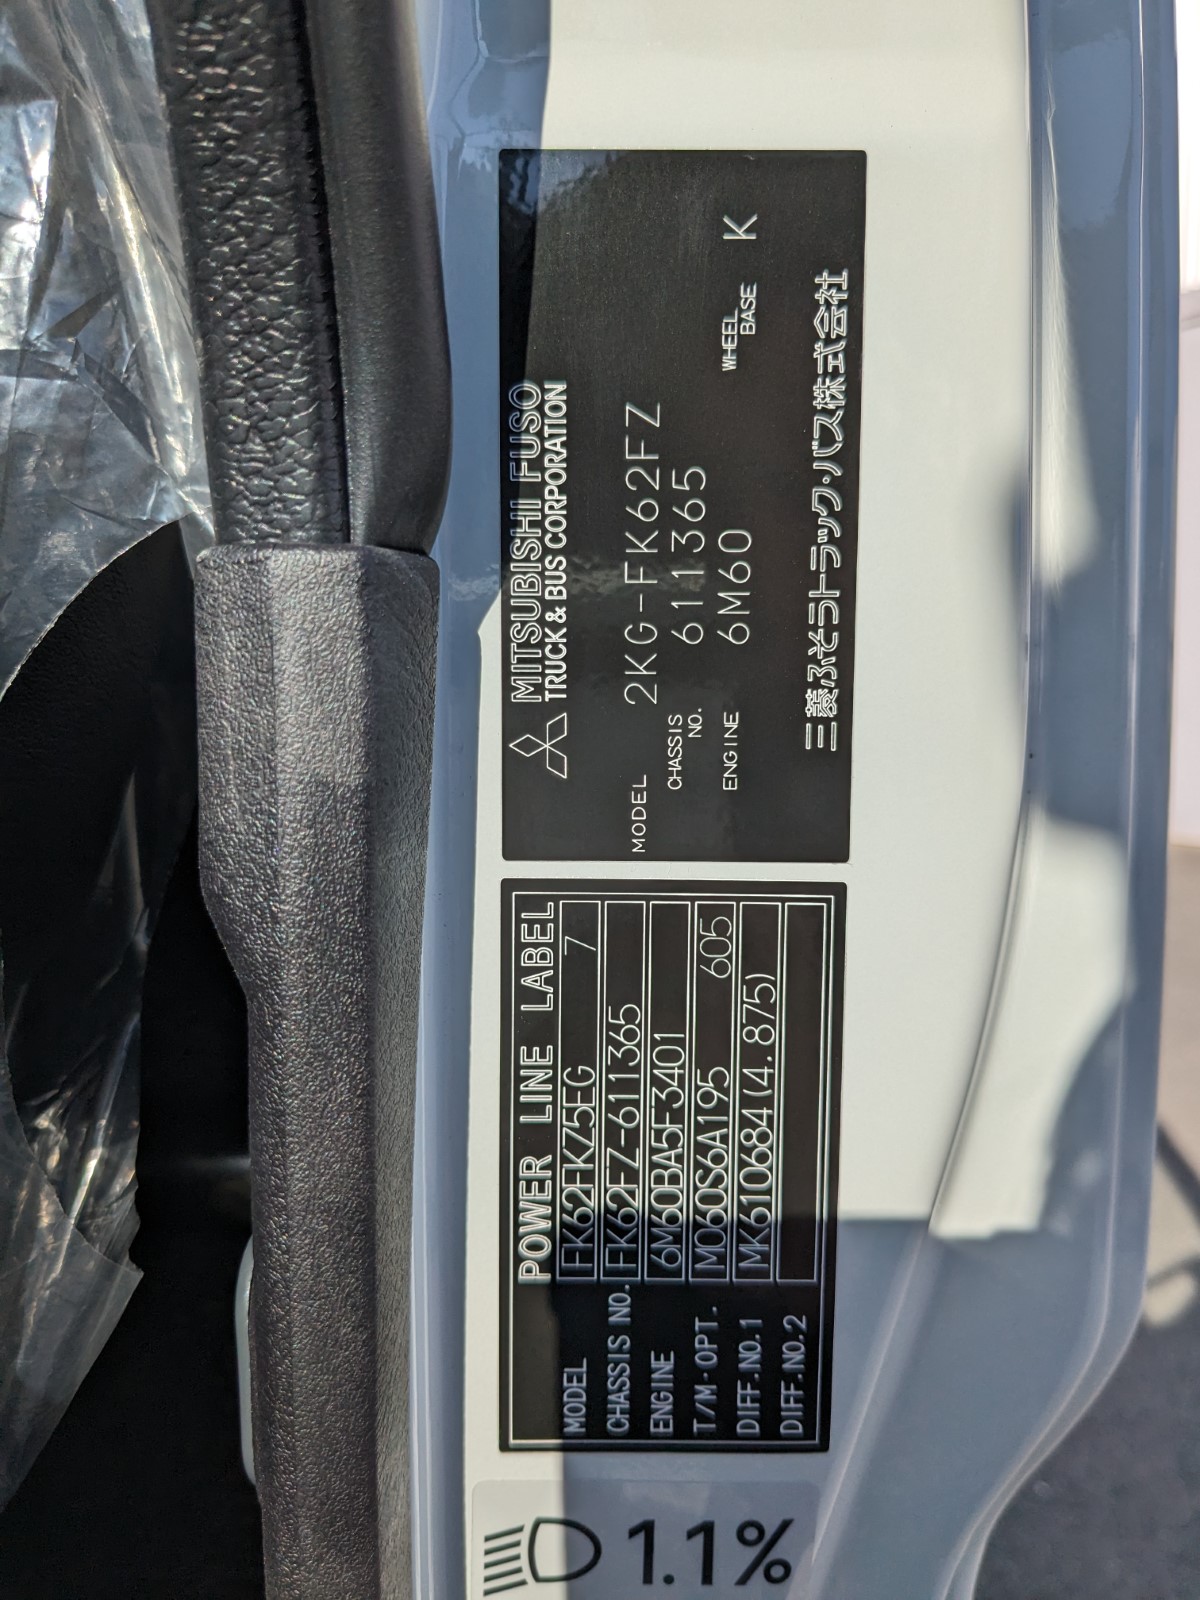 MITSUBISHI FUSO
TRUCK & BUS CORPORATION
MODEL 2KG-FK62FZ
CHASSIS NO. 611365
ENGINE 6M60 WHEEL BASE K
三菱ふそうトラック・バス株式会社
POWER LINE LABEL
MODEL FK62FKZ5EG 7
CHASSIS NO. FK62FZ-611365
ENGINE 6M60BA5F3401
T/M·OPT. M060S6A195 605
DIFF.NO.1 MK610684(4.875)
DIFF.NO.2
1.1%